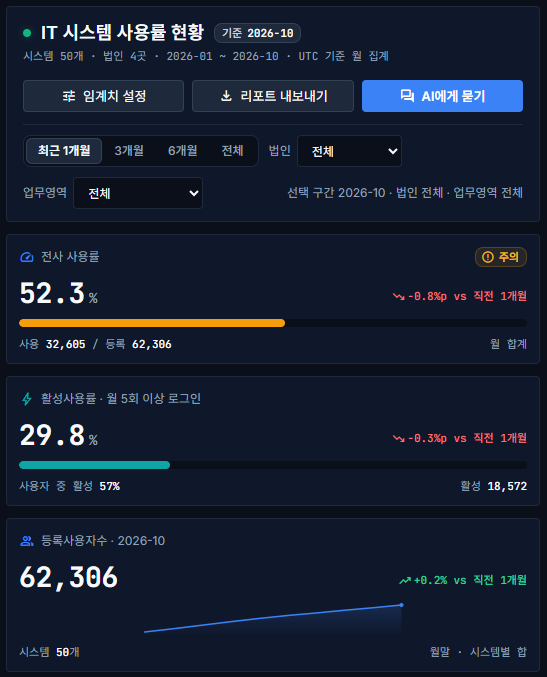 IT 시스템 사용률 현황 기준 2026-10
시스템 50개 · 법인 4곳 · 2026-01 ~ 2026-10 · UTC 기준 월 집계
임계치 설정 리포트 내보내기 AI에게 묻기
최근 1개월 3개월 6개월 전체 법인 전체
업무영역 전체 선택 구간 2026-10 · 법인 전체 · 업무영역 전체
전사 사용률 주의
52.3% -0.8%p vs 직전 1개월
사용 32,605 / 등록 62,306 월 합계
활성사용률 · 월 5회 이상 로그인
29.8% -0.3%p vs 직전 1개월
사용자 중 활성 57% 활성 18,572
등록사용자수 · 2026-10
62,306 +0.2% vs 직전 1개월
시스템 50개 월말 · 시스템별 합